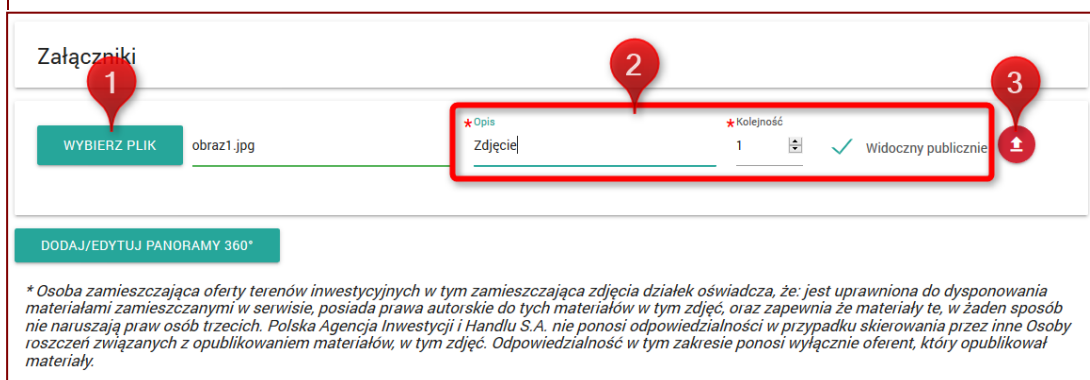 Załączniki
1
2
3
WYBIERZ PLIK
obraz1.jpg
*Opis
Zdjęcie
*Kolejność
1
Widoczny publicznie
DODAJ/EDYTUJ PANORAMY 360°
* Osoba zamieszczająca oferty terenów inwestycyjnych w tym zamieszczająca zdjęcia działek oświadcza, że: jest uprawniona do dysponowania
materiałami zamieszczanymi w serwisie, posiada prawa autorskie do tych materiałów w tym zdjęć, oraz zapewnia że materiały te, w żaden sposób
nie naruszają praw osób trzecich. Polska Agencja Inwestycji i Handlu S.A. nie ponosi odpowiedzialności w przypadku skierowania przez inne Osoby
roszczeń związanych z opublikowaniem materiałów, w tym zdjęć. Odpowiedzialność w tym zakresie ponosi wyłącznie oferent, który opublikował
materiały.